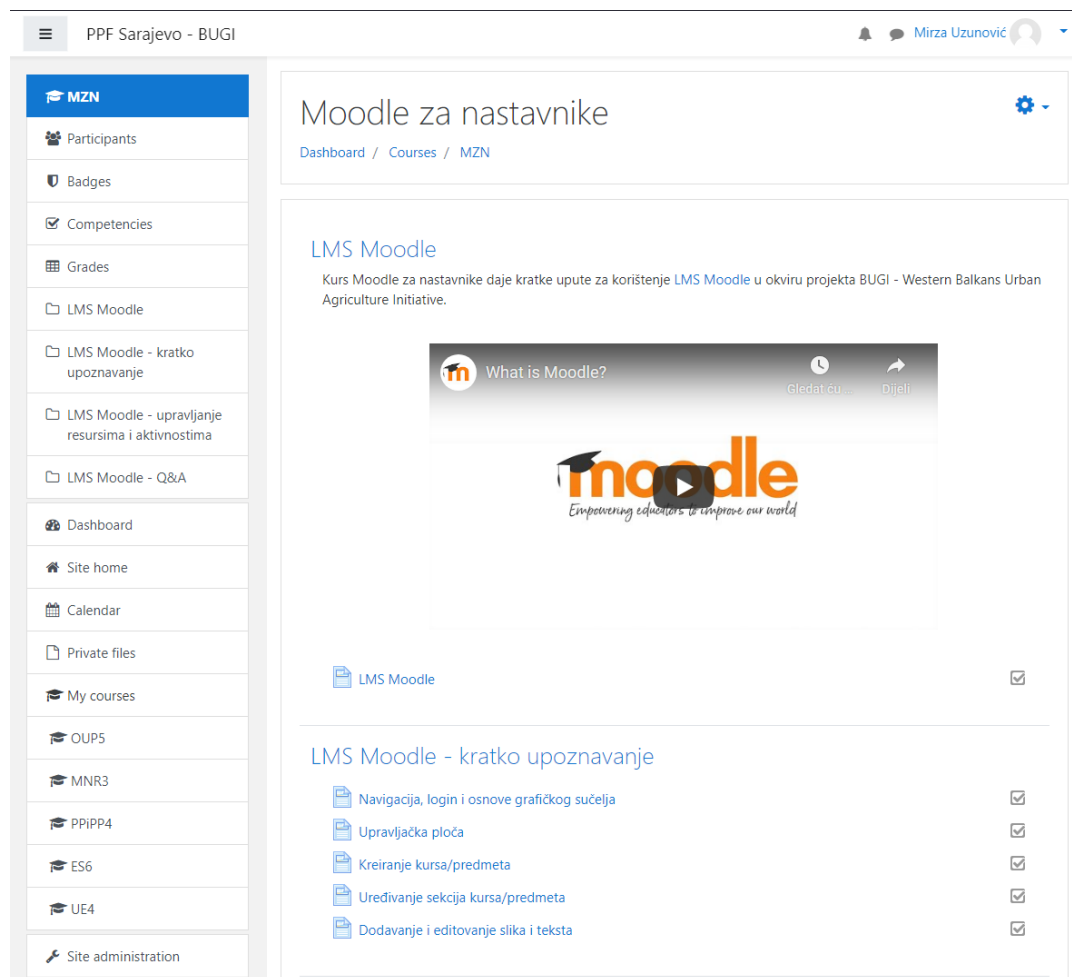 PPF Sarajevo - BUGI
Mirza Uzunović
MZN
Participants
Badges
Competencies
Grades
LMS Moodle
LMS Moodle - kratko
upoznavanje
LMS Moodle - upravljanje
resursima i aktivnostima
LMS Moodle - Q&A
Dashboard
Site home
Calendar
Private files
My courses
OUP5
MNR3
PPiPP4
ES6
UE4
Site administration
Moodle za nastavnike
Dashboard / Courses / MZN
LMS Moodle
Kurs Moodle za nastavnike daje kratke upute za korištenje LMS Moodle u okviru projekta BUGI - Western Balkans Urban
Agriculture Initiative.
m What is Moodle?
Gledat ću ... Dijeli
moodle
Empowering educators to improve our world
LMS Moodle
LMS Moodle - kratko upoznavanje
Navigacija, login i osnove grafičkog sučelja
Upravljačka ploča
Kreiranje kursa/predmeta
Uređivanje sekcija kursa/predmeta
Dodavanje i editovanje slika i teksta